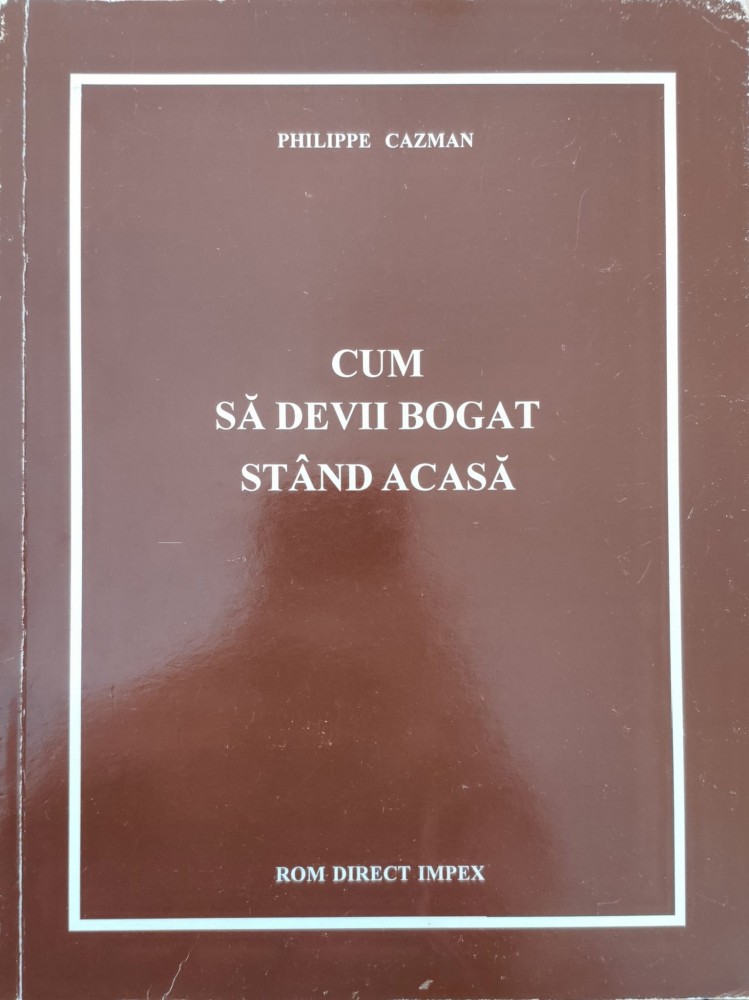 PHILIPPE CAZMAN
CUM
SĂ DEVII BOGAT
STÂND ACASĂ
ROM DIRECT IMPEX